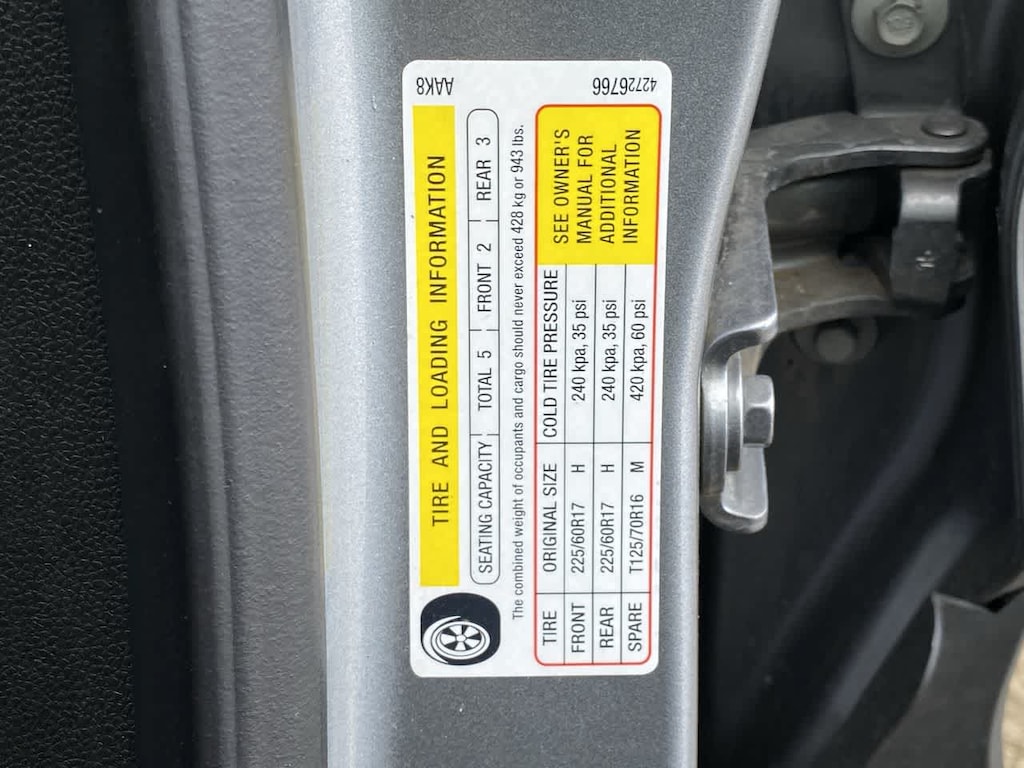 TIRE AND LOADING INFORMATION
SEATING CAPACITY TOTAL 5 FRONT 2 REAR 3
The combined weight of occupants and cargo should never exceed 428 kg or 943 lbs.
TIRE ORIGINAL SIZE COLD TIRE PRESSURE
FRONT 225/60R17 H 240 kpa, 35 psi
REAR 225/60R17 H 240 kpa, 35 psi
SPARE T125/70R16 M 420 kpa, 60 psi
SEE OWNER'S
MANUAL FOR
ADDITIONAL
INFORMATION
AAK8
42726766